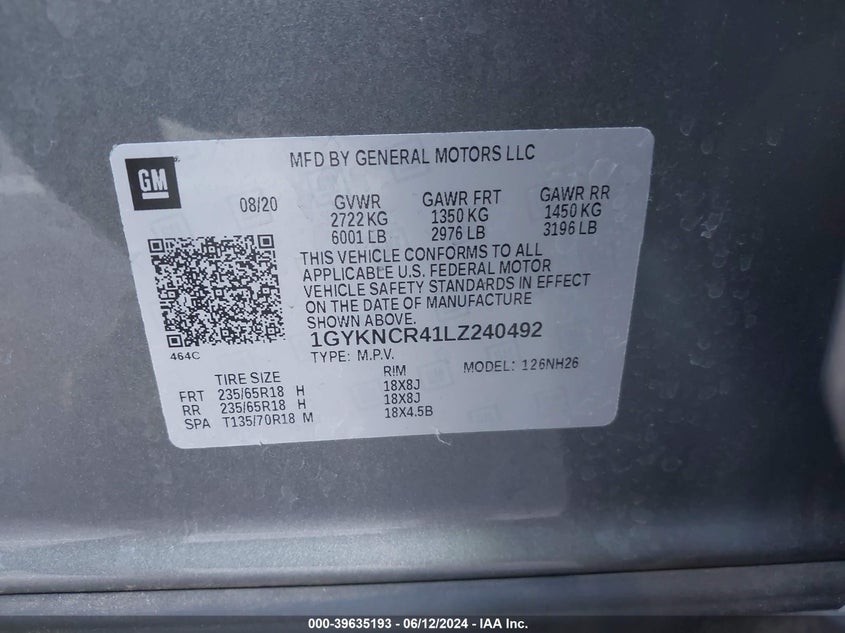 GM
MFD BY GENERAL MOTORS LLC
08/20 GVWR GAWR FRT GAWR RR
2722 KG 1350 KG 1450 KG
6001 LB 2976 LB 3196 LB
THIS VEHICLE CONFORMS TO ALL
APPLICABLE U.S. FEDERAL MOTOR
VEHICLE SAFETY STANDARDS IN EFFECT
ON THE DATE OF MANUFACTURE
SHOWN ABOVE.
464C
1GYKNCR41LZ240492
TYPE: M.P.V. MODEL: 126NH26
TIRE SIZE RIM
FRT 235/65R18 H 18X8J
RR 235/65R18 H 18X8J
SPA T135/70R18 M 18X4.5B
000-39635193 - 06/12/2024 - IAA Inc.